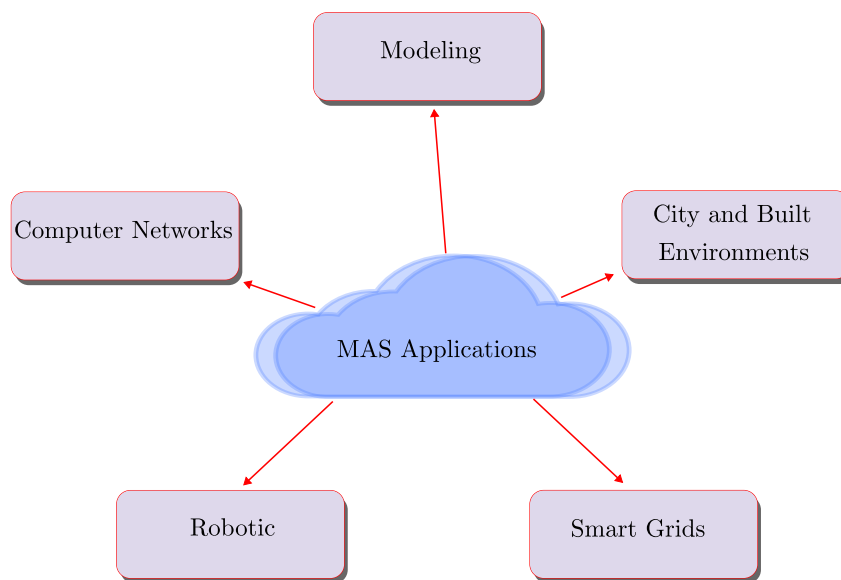 Modeling
Computer Networks
City and Built
Environments
MAS Applications
Robotic
Smart Grids